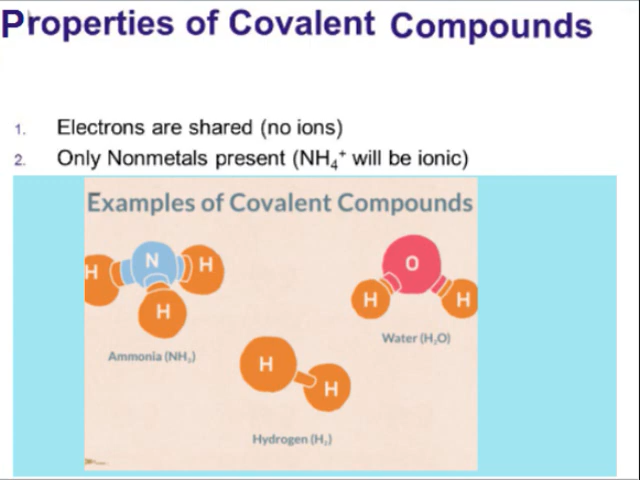 Properties of Covalent Compounds
1. Electrons are shared (no ions)
2. Only Nonmetals present (NH₄⁺ will be ionic)
Examples of Covalent Compounds
H N H
H
Ammonia (NH₃)
O
H H
Water (H₂O)
H
H
Hydrogen (H₂)